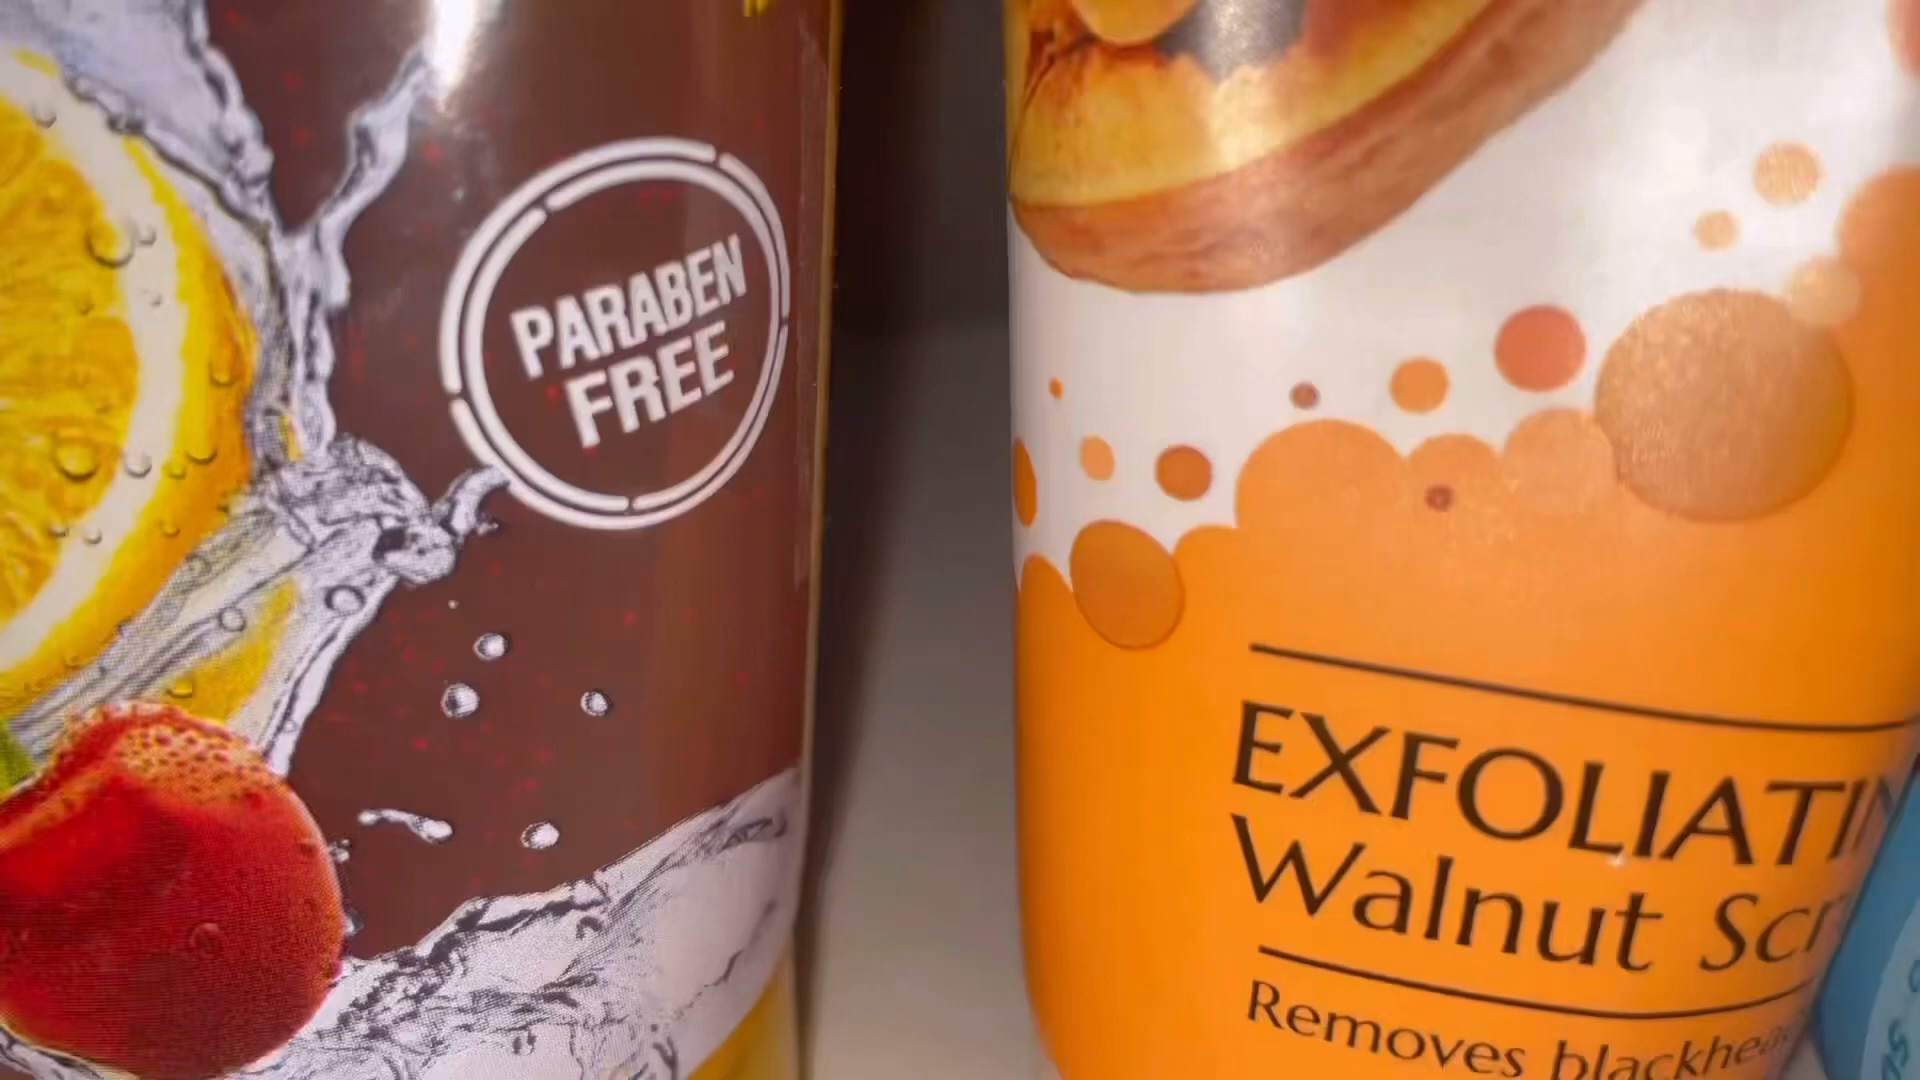 PARABEN
FREE
EXFOLIATIN
Walnut Scr
Removes blackhea